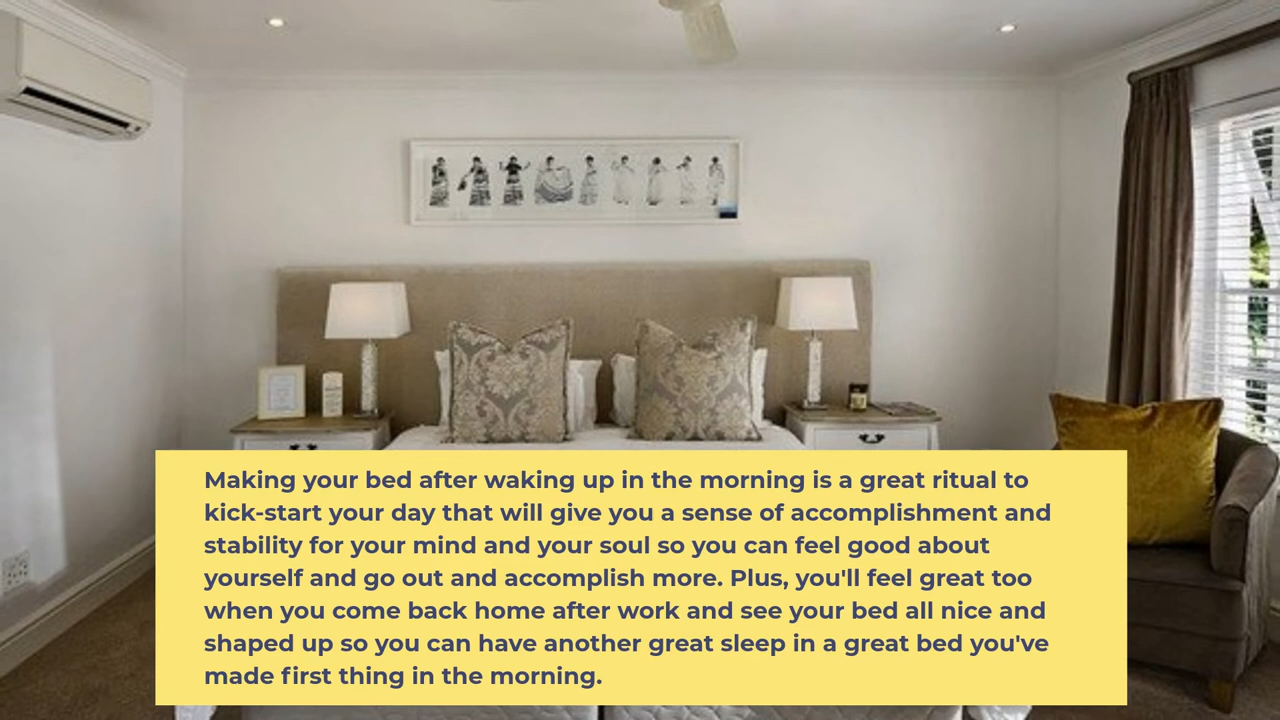 Making your bed after waking up in the morning is a great ritual to
kick-start your day that will give you a sense of accomplishment and
stability for your mind and your soul so you can feel good about
yourself and go out and accomplish more. Plus, you'll feel great too
when you come back home after work and see your bed all nice and
shaped up so you can have another great sleep in a great bed you've
made first thing in the morning.